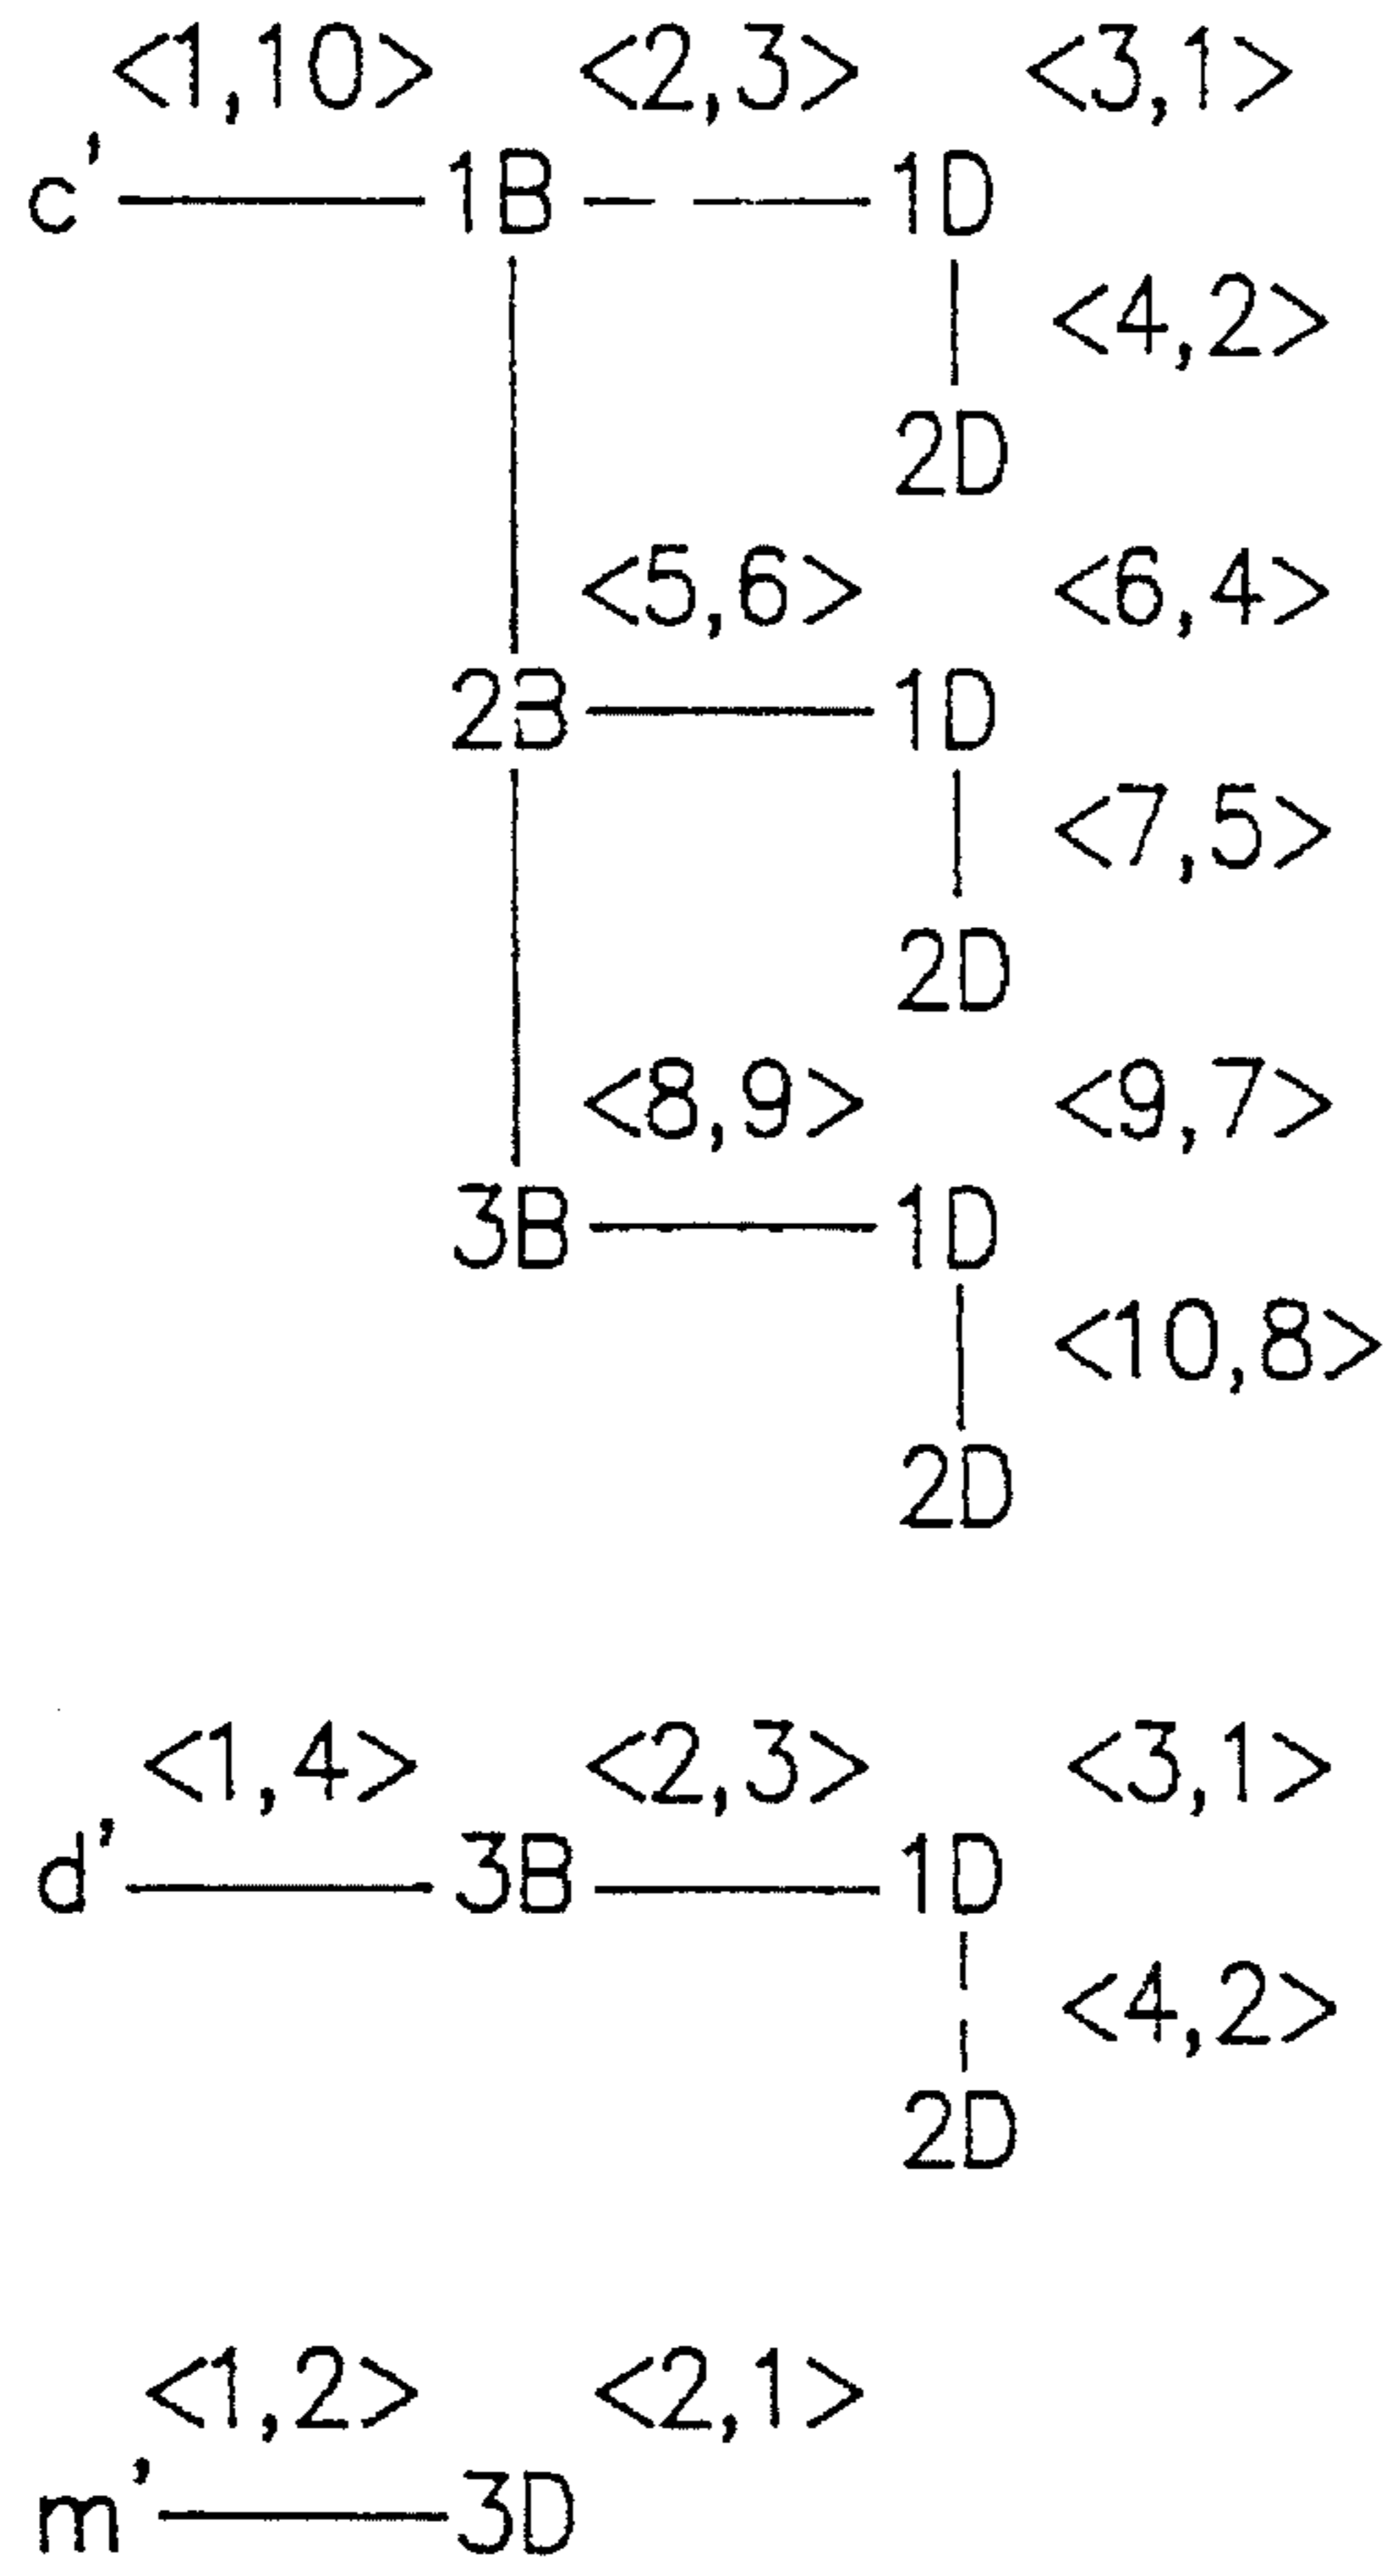 <1,10> <2,3> <3,1>
c' 1B 1D
<4,2>
2D
<5,6> <6,4>
2B 1D
<7,5>
2D
<8,9> <9,7>
3B 1D
<10,8>
2D
<1,4> <2,3> <3,1>
d' 3B 1D
<4,2>
2D
<1,2> <2,1>
m' 3D